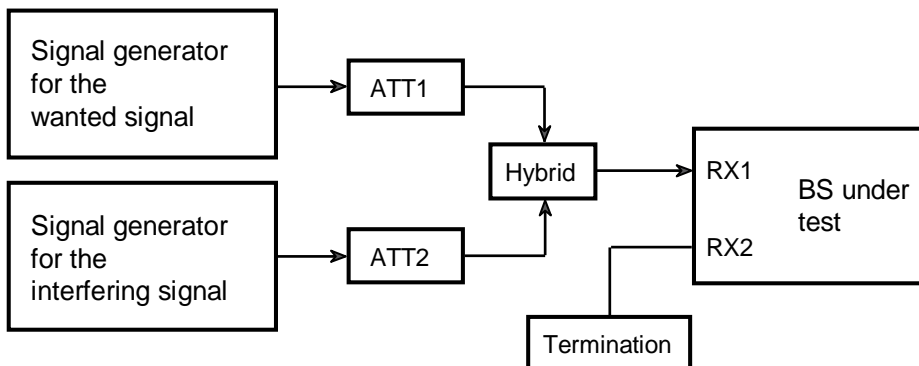 Signal generator
for the
wanted signal
ATT1
Hybrid
RX1
BS under
test
RX2
Signal generator
for the
interfering signal
ATT2
Termination